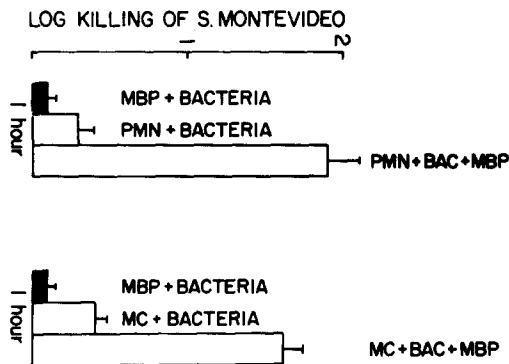 LOG KILLING OF S. MONTEVIDEO
1 2
MBP + BACTERIA
PMN + BACTERIA
PMN + BAC + MBP
1 hour
MBP + BACTERIA
MC + BACTERIA
MC + BAC + MBP
1 hour